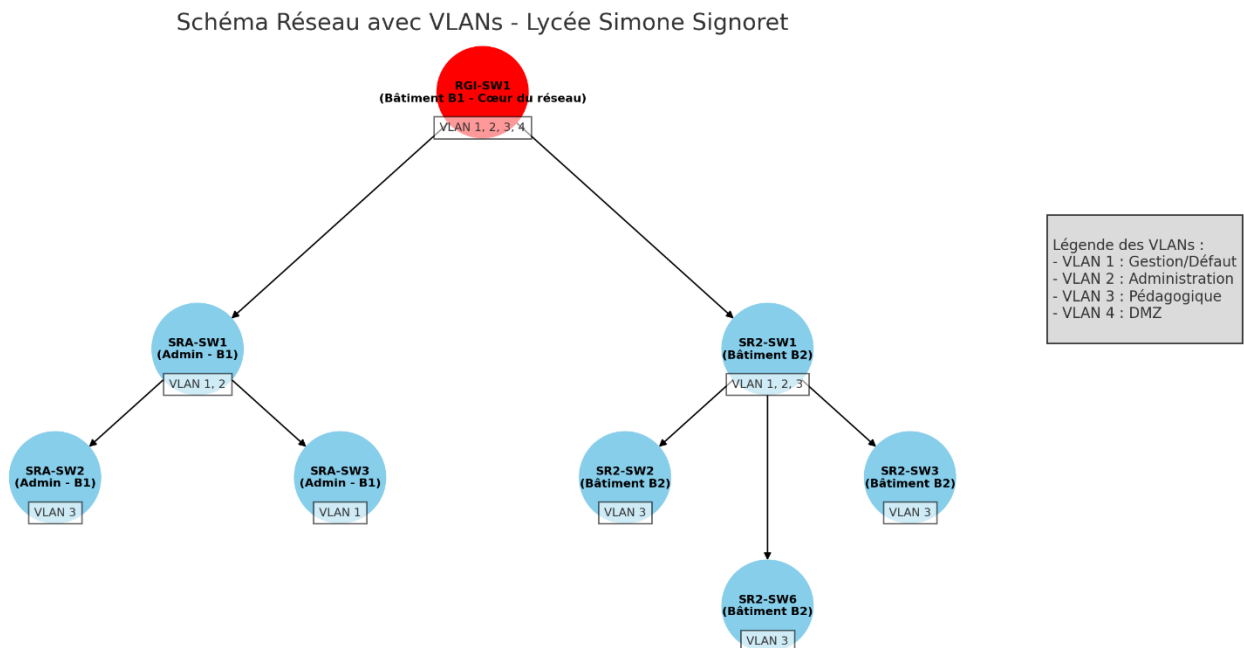 Schéma Réseau avec VLANs - Lycée Simone Signoret
RGI-SW1
(Bâtiment B1 - Cœur du réseau)
VLAN 1, 2, 3, 4
Légende des VLANs :
- VLAN 1 : Gestion/Défaut
- VLAN 2 : Administration
- VLAN 3 : Pédagogique
- VLAN 4 : DMZ
SRA-SW1
(Admin - B1)
VLAN 1, 2
SR2-SW1
(Bâtiment B2)
VLAN 1, 2, 3
SRA-SW2
(Admin - B1)
VLAN 3
SRA-SW3
(Admin - B1)
VLAN 1
SR2-SW2
(Bâtiment B2)
VLAN 3
SR2-SW3
(Bâtiment B2)
VLAN 3
SR2-SW6
(Bâtiment B2)
VLAN 3